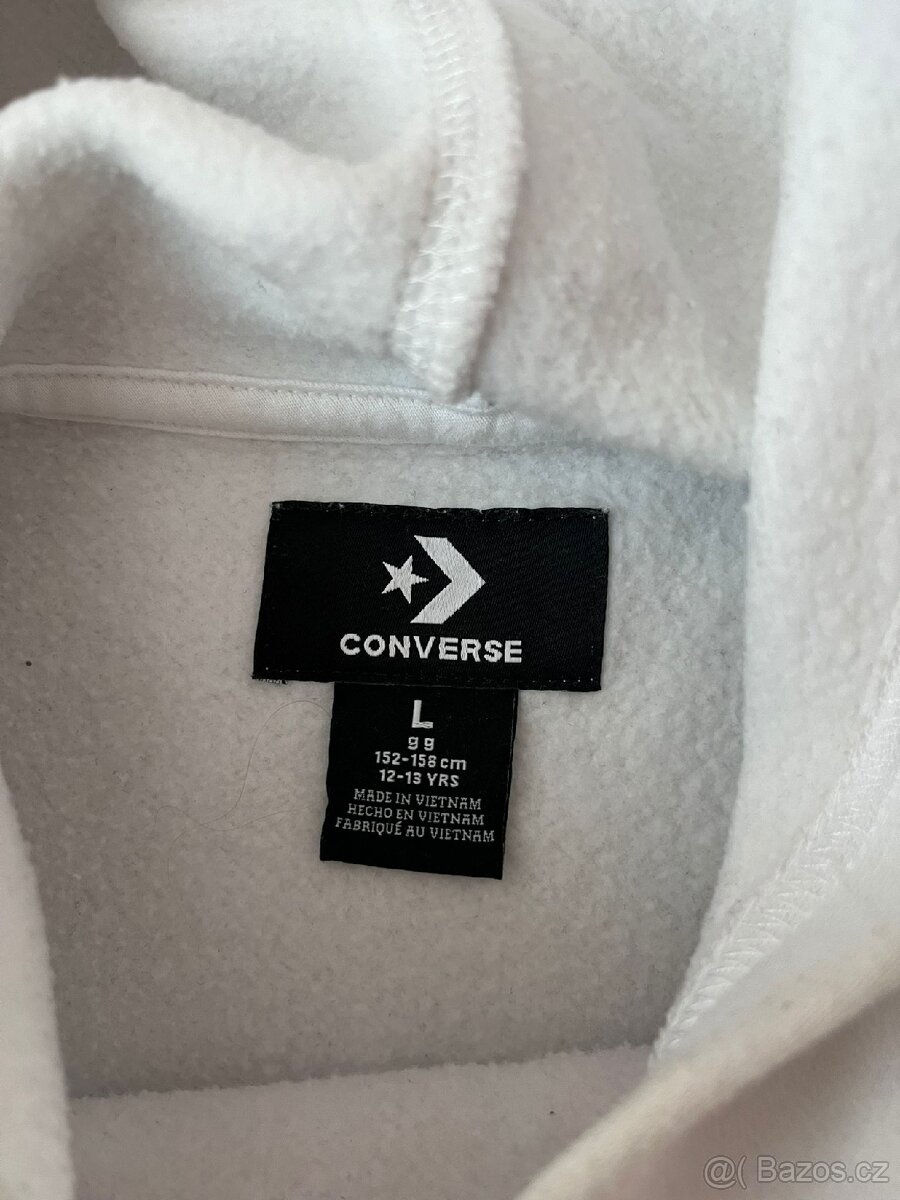 CONVERSE
L
g g
152-158 cm
12-13 YRS
MADE IN VIETNAM
HECHO EN VIETNAM
FABRIQUÉ AU VIETNAM
@( Bazos.cz